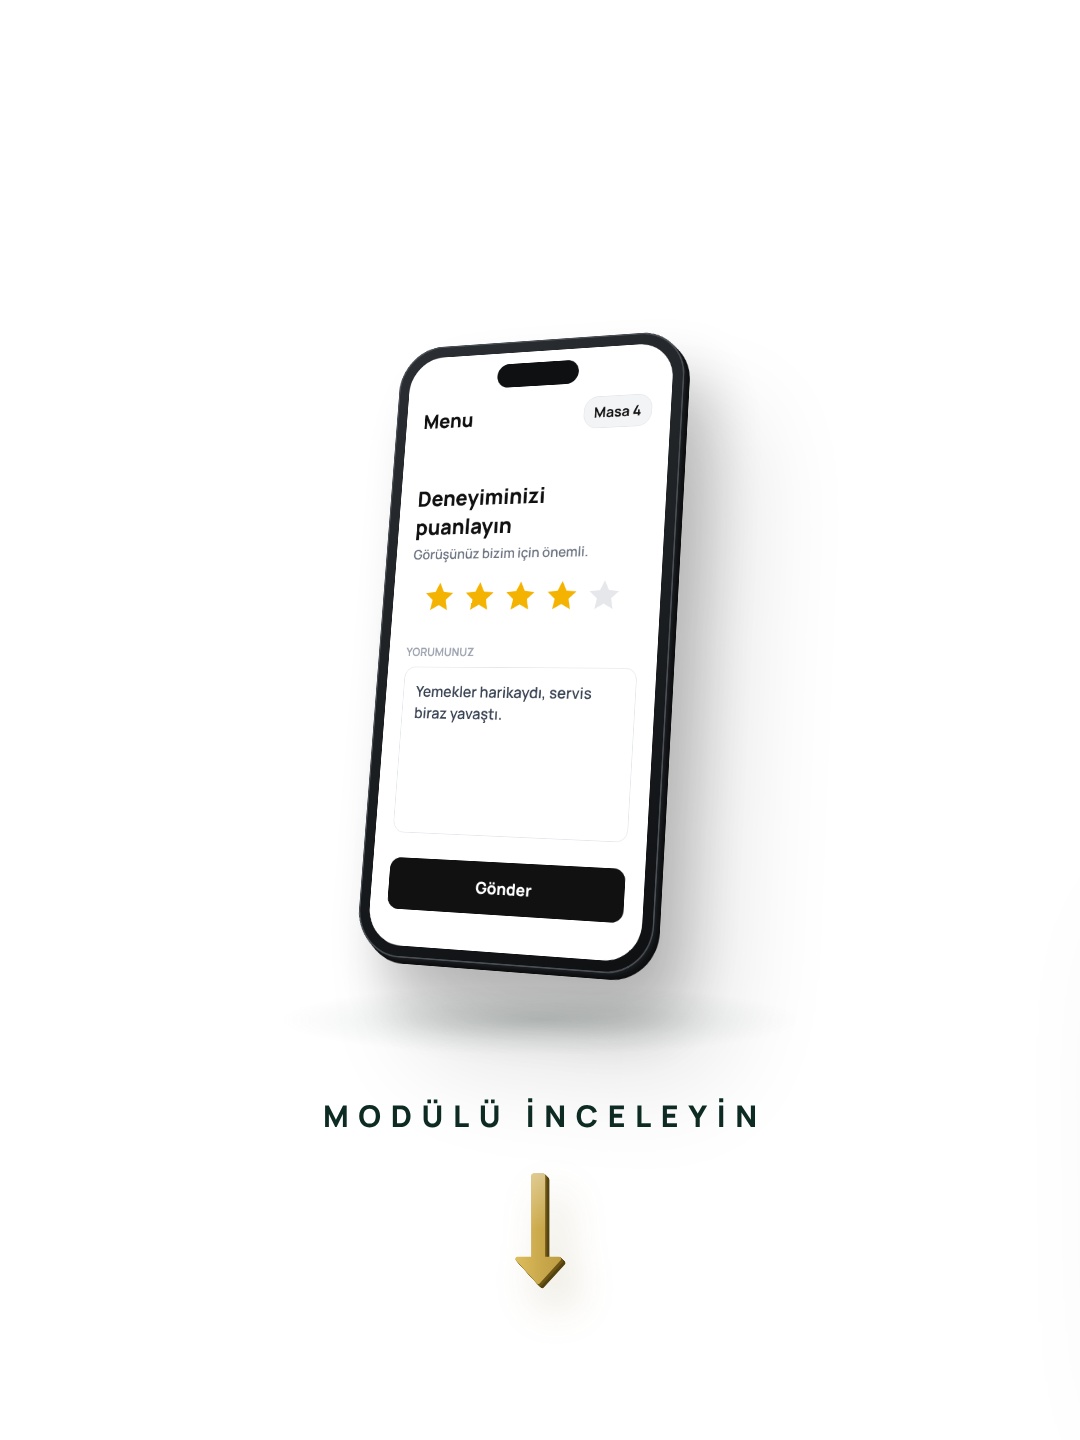 Menu
Masa 4
Deneyiminizi
puanlayın
Görüşünüz bizim için önemli.
YORUMUNUZ
Yemekler harikaydı, servis
biraz yavaştı.
Gönder
MODÜLÜ İNCELEYİN